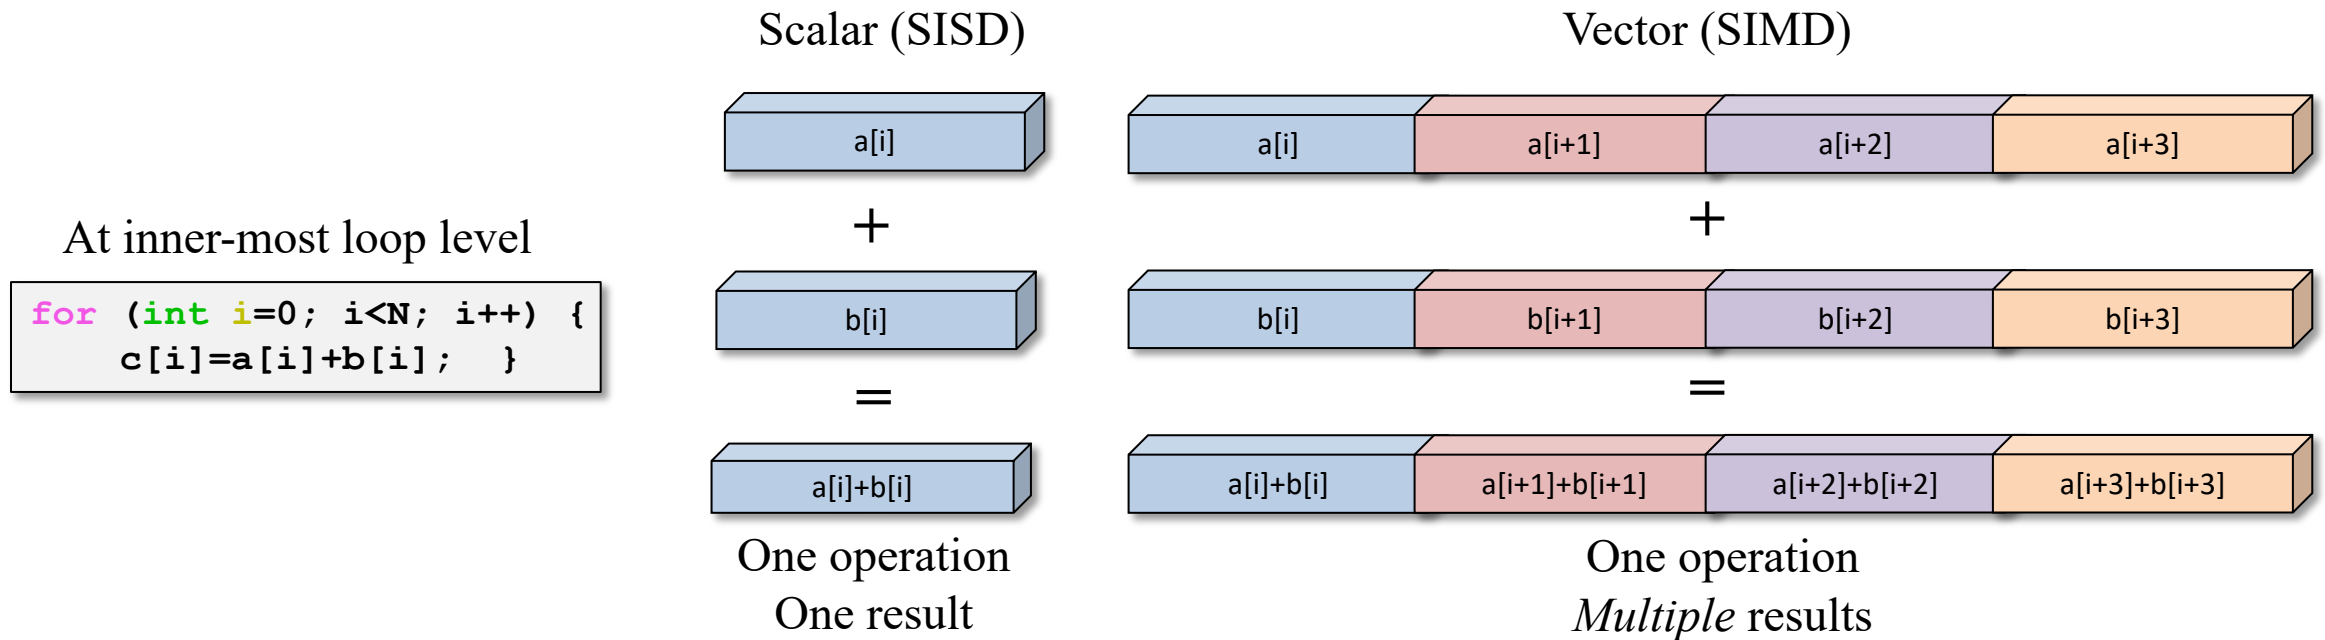 At inner-most loop level
for (int i=0; i<N; i++) {
c[i]=a[i]+b[i]; }
Scalar (SISD)
a[i]
+
b[i]
=
a[i]+b[i]
One operation
One result
Vector (SIMD)
a[i] a[i+1] a[i+2] a[i+3]
+
b[i] b[i+1] b[i+2] b[i+3]
=
a[i]+b[i] a[i+1]+b[i+1] a[i+2]+b[i+2] a[i+3]+b[i+3]
One operation
Multiple results